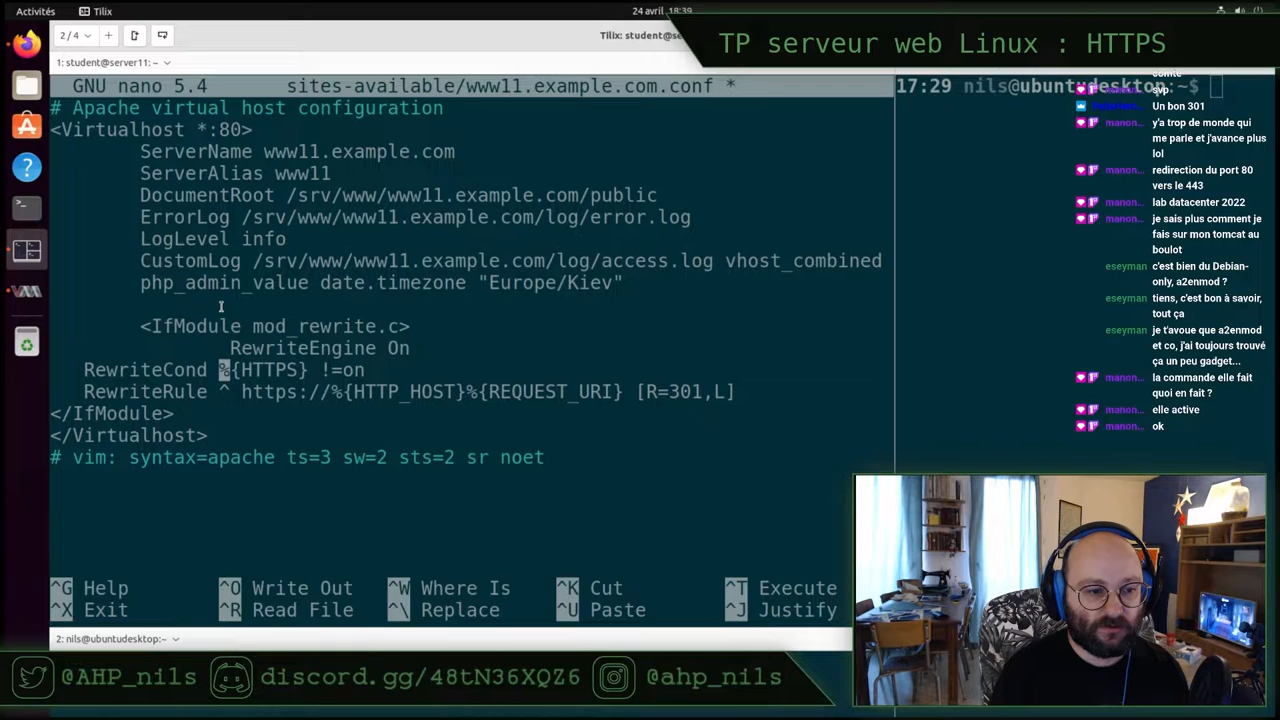 Activités
Tilix
24 avril 18:39
2/4
Tilix: student@se
TP serveur web Linux : HTTPS
1: student@server11: ~
GNU nano 5.4 sites-available/www11.example.com.conf *
# Apache virtual host configuration
<Virtualhost *:80>
ServerName www11.example.com
ServerAlias www11
DocumentRoot /srv/www/www11.example.com/public
ErrorLog /srv/www/www11.example.com/log/error.log
LogLevel info
CustomLog /srv/www/www11.example.com/log/access.log vhost_combined
php_admin_value date.timezone "Europe/Kiev"
<IfModule mod_rewrite.c>
RewriteEngine On
RewriteCond %{HTTPS} !=on
RewriteRule ^ https://%{HTTP_HOST}%{REQUEST_URI} [R=301,L]
</IfModule>
</Virtualhost>
# vim: syntax=apache ts=3 sw=2 sts=2 sr noet
^G Help ^O Write Out ^W Where Is ^K Cut ^T Execute
^X Exit ^R Read File ^\ Replace ^U Paste ^J Justify
2: nils@ubuntudesktop:~
17:29 nils@ubuntudesktop:~$
svp.
Un bon 301
manon... y'a trop de monde qui
me parle et j'avance plus
lol
manon... redirection du port 80
vers le 443
manon... lab datacenter 2022
manon... je sais plus comment je
fais sur mon tomcat au
boulot
eseyman c'est bien du Debian-
only, a2enmod ?
eseyman tiens, c'est bon à savoir,
tout ça
eseyman je t'avoue que a2enmod
et co, j'ai toujours trouvé
ça un peu gadget...
manon... la commande elle fait
quoi en fait ?
manon... elle active
manon... ok
@AHP_nils
discord.gg/48tN36XQZ6
@ahp_nils